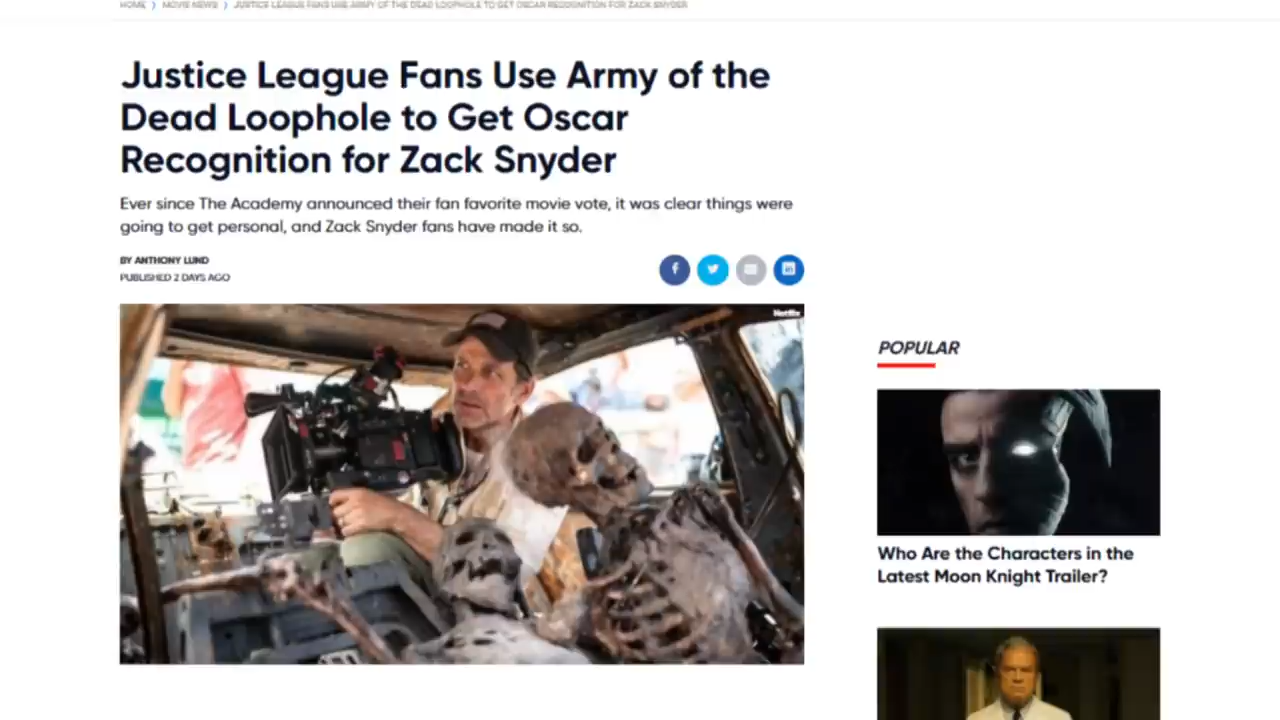 HOME > MOVIE NEWS > JUSTICE LEAGUE FANS USE ARMY OF THE DEAD LOOPHOLE TO GET OSCAR RECOGNITION FOR ZACK SNYDER
Justice League Fans Use Army of the
Dead Loophole to Get Oscar
Recognition for Zack Snyder
Ever since The Academy announced their fan favorite movie vote, it was clear things were
going to get personal, and Zack Snyder fans have made it so.
BY ANTHONY LUND
PUBLISHED 2 DAYS AGO
Netflix
POPULAR
Who Are the Characters in the
Latest Moon Knight Trailer?